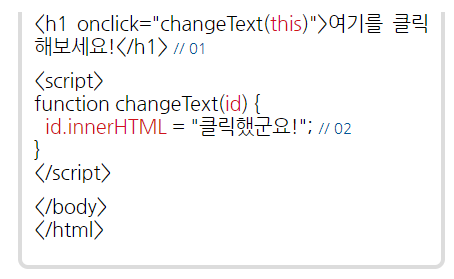 <h1 onclick="changeText(this)">여기를 클릭
해보세요!</h1> // 01
<script>
function changeText(id) {
id.innerHTML = "클릭했군요!"; // 02
}
</script>
</body>
</html>